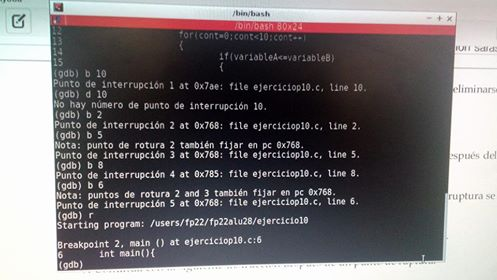 /bin/bash
/bin/bash 80x24
12
13 for(cont=0;cont<10;cont++)
14 {
15 if(variableA<=variableB)
{
(gdb) b 10
Punto de interrupción 1 at 0x7ae: file ejerciciop10.c, line 10.
(gdb) d 10
No hay número de punto de interrupción 10.
(gdb) b 2
Punto de interrupción 2 at 0x768: file ejerciciop10.c, line 2.
(gdb) b 5
Nota: punto de rotura 2 también fijar en pc 0x768.
Punto de interrupción 3 at 0x768: file ejerciciop10.c, line 5.
(gdb) b 8
Punto de interrupción 4 at 0x785: file ejerciciop10.c, line 8.
(gdb) b 6
Nota: puntos de rotura 2 and 3 también fijar en pc 0x768.
Punto de interrupción 5 at 0x768: file ejerciciop10.c, line 6.
(gdb) r
Starting program: /users/fp22/fp22alu28/ejercicio10
Breakpoint 2, main () at ejerciciop10.c:6
6 int main(){
(gdb)
eliminarse
espués del
ruptura se